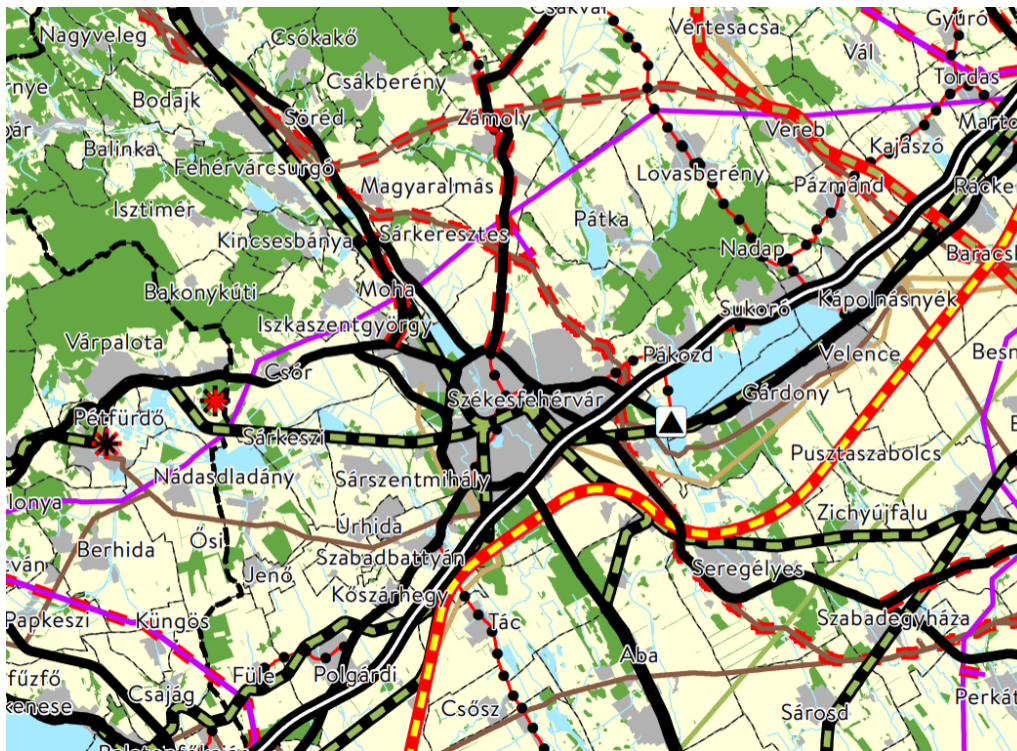 Csákvár
Gyúró
Vértesacsa
Nagyveleg
Csókakő
Vál
Csákberény
Tordas
Bodajk
Söréd
Zámoly
Vereb
Balinka
Kajászó
Fehérvárcsurgó
Lovasberény
Pázmánd
Magyaralmás
Isztimér
Pátka
Kincsesbánya
Sárkeresztes
Nadap
Moha
Bakonykúti
Kápolnásnyék
Sukoró
Iszkaszentgyörgy
Várpalota
Pákozd
Velence
Csór
Székesfehérvár
Gárdony
Pétfürdő
Sárkeszi
Pusztaszabolcs
Nádasdladány
Sárszentmihály
Zichyújfalu
Úrhida
Ősi
Berhida
Szabadbattyán
Jenő
Seregélyes
Kőszárhegy
Papkeszi
Küngös
Tác
Szabadegyháza
Aba
Füle
Polgárdi
Csajág
Csősz
Sárosd